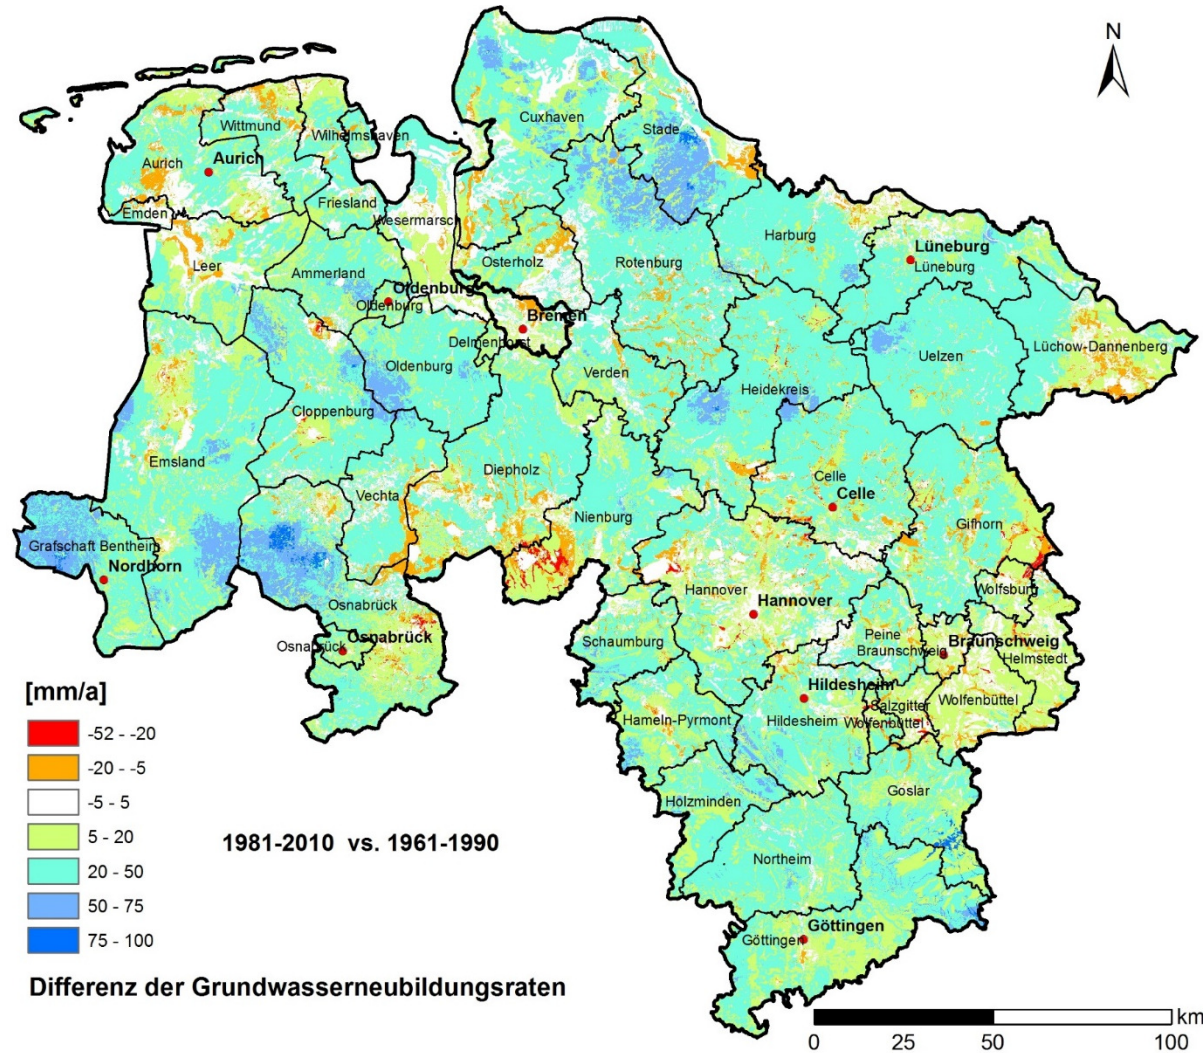 N
Cuxhaven
Wittmund
Wilhelmshaven
Stade
Aurich
Aurich
Friesland
Emden
Wesermarsch
Harburg
Lüneburg
Lüneburg
Leer
Ammerland
Osterholz
Rotenburg
Oldenburg
Oldenburg
Bremen
Delmenhorst
Oldenburg
Verden
Uelzen
Lüchow-Dannenberg
Heidekreis
Cloppenburg
Emsland
Diepholz
Vechta
Celle
Celle
Nienburg
Gifhorn
Grafschaft Bentheim
Nordhorn
Hannover
Hannover
Wolfsburg
Osnabrück
Osnabrück
Osnabrück
Schaumburg
Peine
Braunschweig
Braunschweig
Helmstedt
Hildesheim
Hildesheim
Salzgitter
Wolfenbüttel
Wolfenbüttel
Hameln-Pyrmont
Holzminden
Goslar
Northeim
Göttingen
Göttingen
[mm/a]
-52 - -20
-20 - -5
-5 - 5
5 - 20
20 - 50
50 - 75
75 - 100
1981-2010 vs. 1961-1990
Differenz der Grundwasserneubildungsraten
km
0 25 50 100